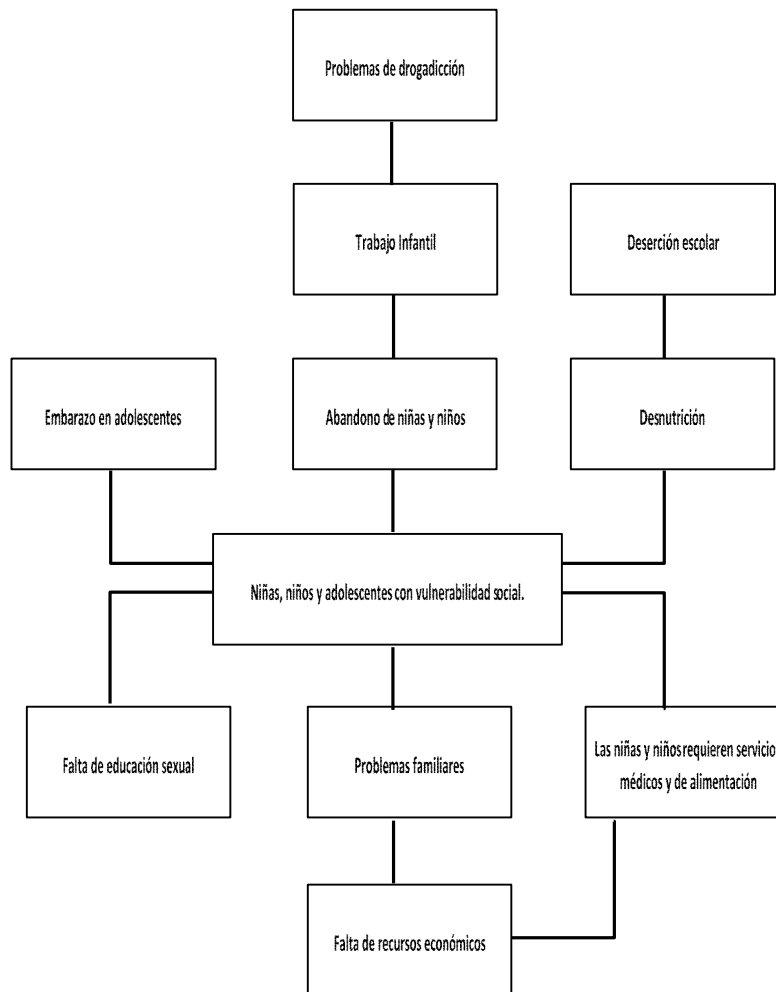 Problemas de drogadicción
Trabajo Infantil
Deserción escolar
Embarazo en adolescentes
Abandono de niñas y niños
Desnutrición
Niñas, niños y adolescentes con vulnerabilidad social.
Falta de educación sexual
Problemas familiares
Las niñas y niños requieren servicio
médicos y de alimentación
Falta de recursos económicos